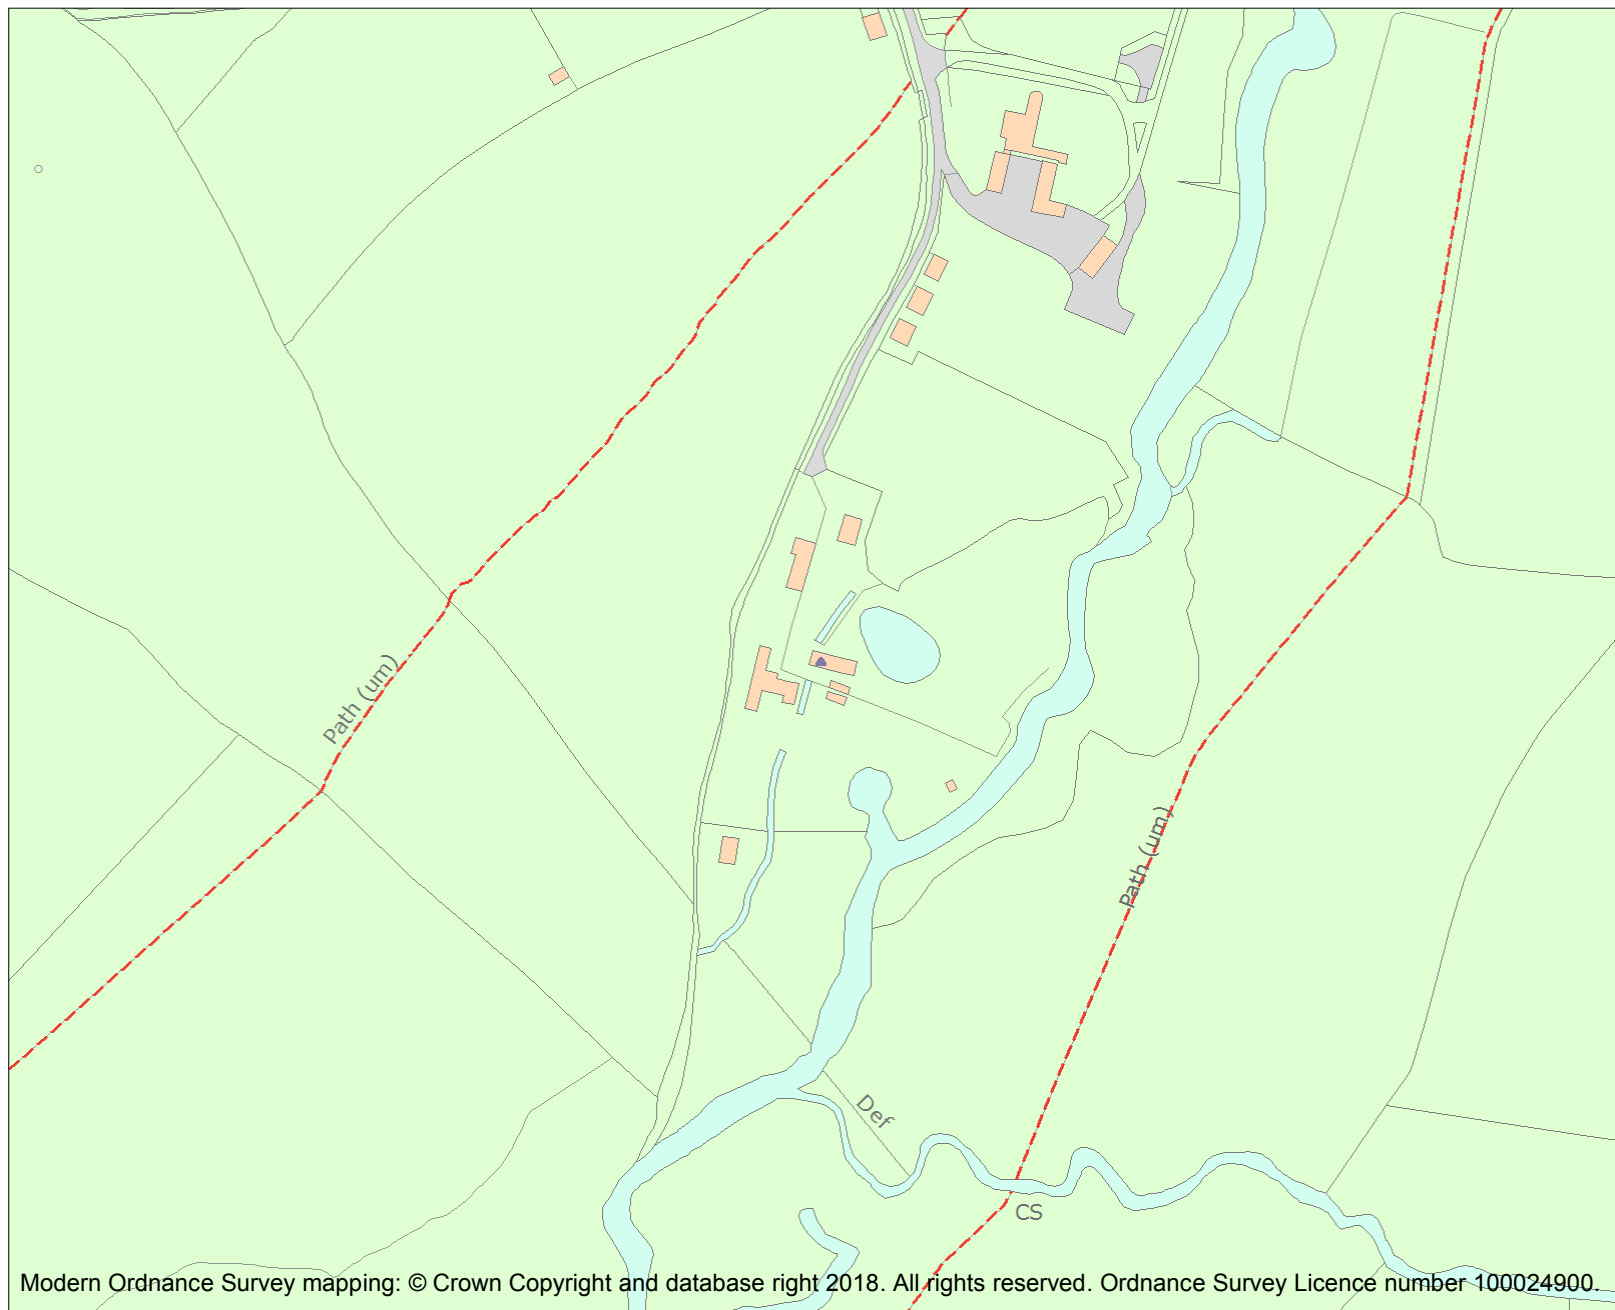 Path (um)
Path (um)
Def
CS
Modern Ordnance Survey mapping: © Crown Copyright and database right 2018. All rights reserved. Ordnance Survey Licence number 100024900.